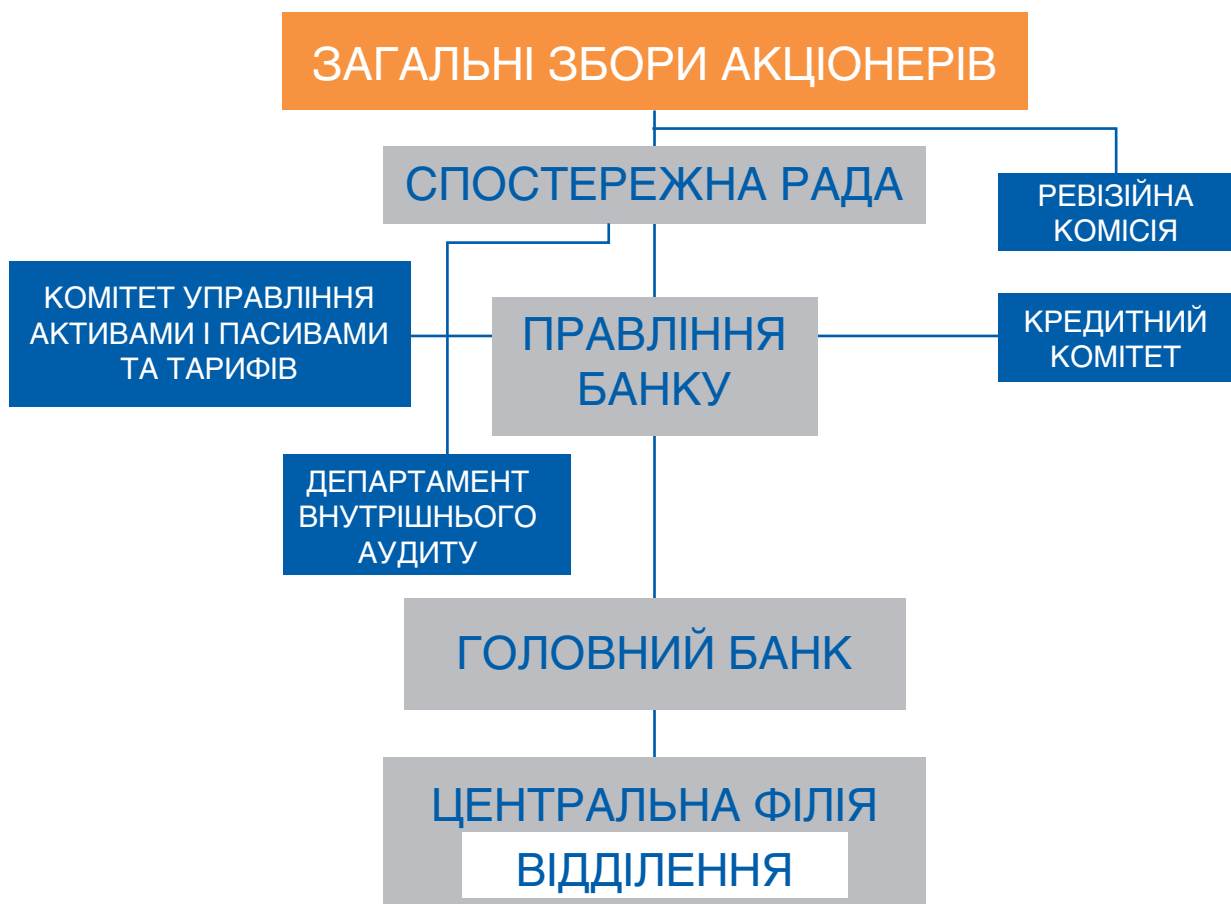 ЗАГАЛЬНІ ЗБОРИ АКЦІОНЕРІВ
СПОСТЕРЕЖНА РАДА
РЕВІЗІЙНА
КОМІСІЯ
КОМІТЕТ УПРАВЛІННЯ
АКТИВАМИ І ПАСИВАМИ
ТА ТАРИФІВ
ПРАВЛІННЯ
БАНКУ
КРЕДИТНИЙ
КОМІТЕТ
ДЕПАРТАМЕНТ
ВНУТРІШНЬОГО
АУДИТУ
ГОЛОВНИЙ БАНК
ЦЕНТРАЛЬНА ФІЛІЯ
ВІДДІЛЕННЯ